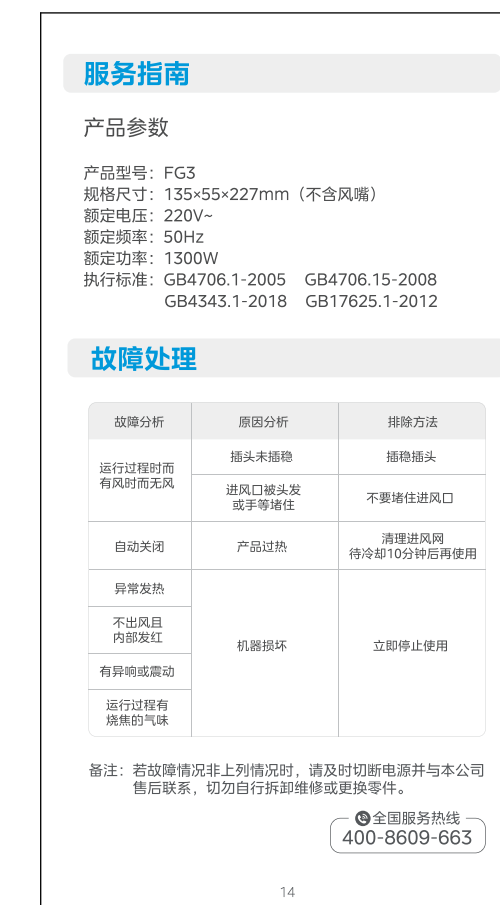 服务指南
产品参数
产品型号：FG3
规格尺寸：135×55×227mm（不含风嘴）
额定电压：220V~
额定频率：50Hz
额定功率：1300W
执行标准：GB4706.1-2005 GB4706.15-2008
GB4343.1-2018 GB17625.1-2012
故障处理
故障分析 原因分析 排除方法
运行过程时而
有风时而无风
插头未插稳 插稳插头
进风口被头发
或手等堵住
不要堵住进风口
自动关闭 产品过热
清理进风网
待冷却10分钟后再使用
异常发热
不出风且
内部发红
有异响或震动
运行过程有
烧焦的气味
机器损坏 立即停止使用
备注：若故障情况非上列情况时，请及时切断电源并与本公司
售后联系，切勿自行拆卸维修或更换零件。
全国服务热线
400-8609-663
14